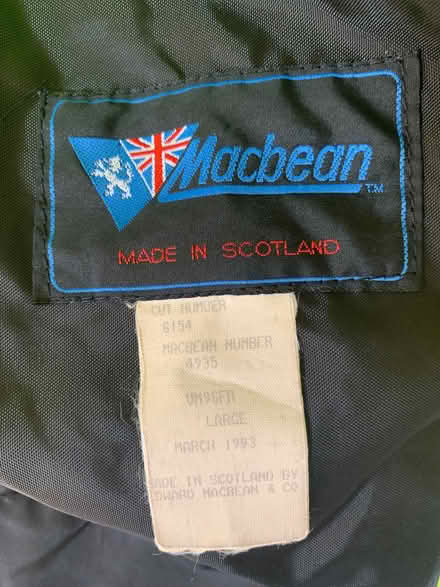 Macbean TM
MADE IN SCOTLAND
CUT NUMBER
6154
MACBEAN NUMBER
4935
LARGE
MARCH 1993
MADE IN SCOTLAND BY
EDWARD MACBEAN & CO